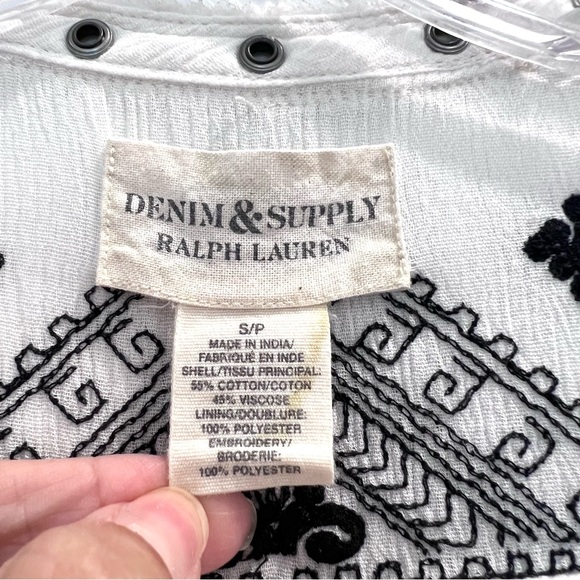 DENIM & SUPPLY
RALPH LAUREN
S/P
MADE IN INDIA/
FABRIQUÉ EN INDE
SHELL/TISSU PRINCIPAL:
55% COTTON/COTON
45% VISCOSE
LINING/DOUBLURE:
100% POLYESTER
EMBROIDERY/
BRODERIE:
100% POLYESTER